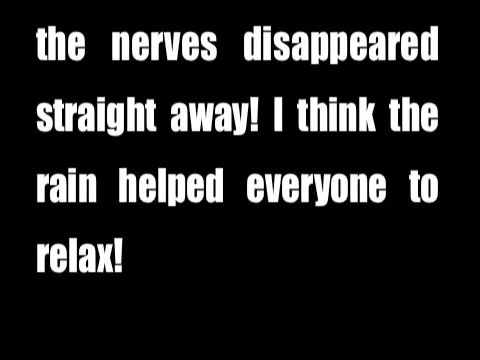 the nerves disappeared
straight away! I think the
rain helped everyone to
relax!